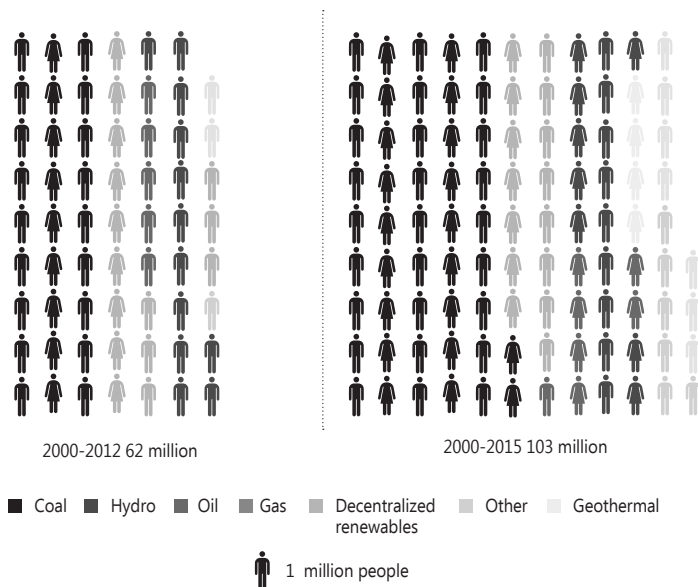 2000-2012 62 million
2000-2015 103 million
Coal
Hydro
Oil
Gas
Decentralized
renewables
Other
Geothermal
1 million people